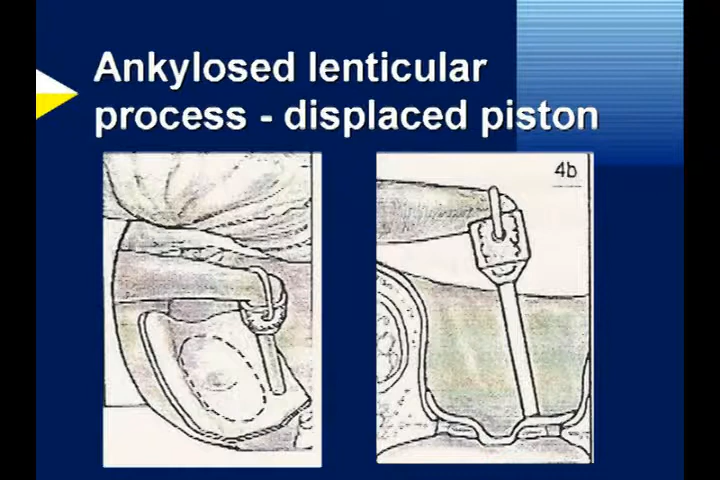 Ankylosed lenticular
process - displaced piston
4b